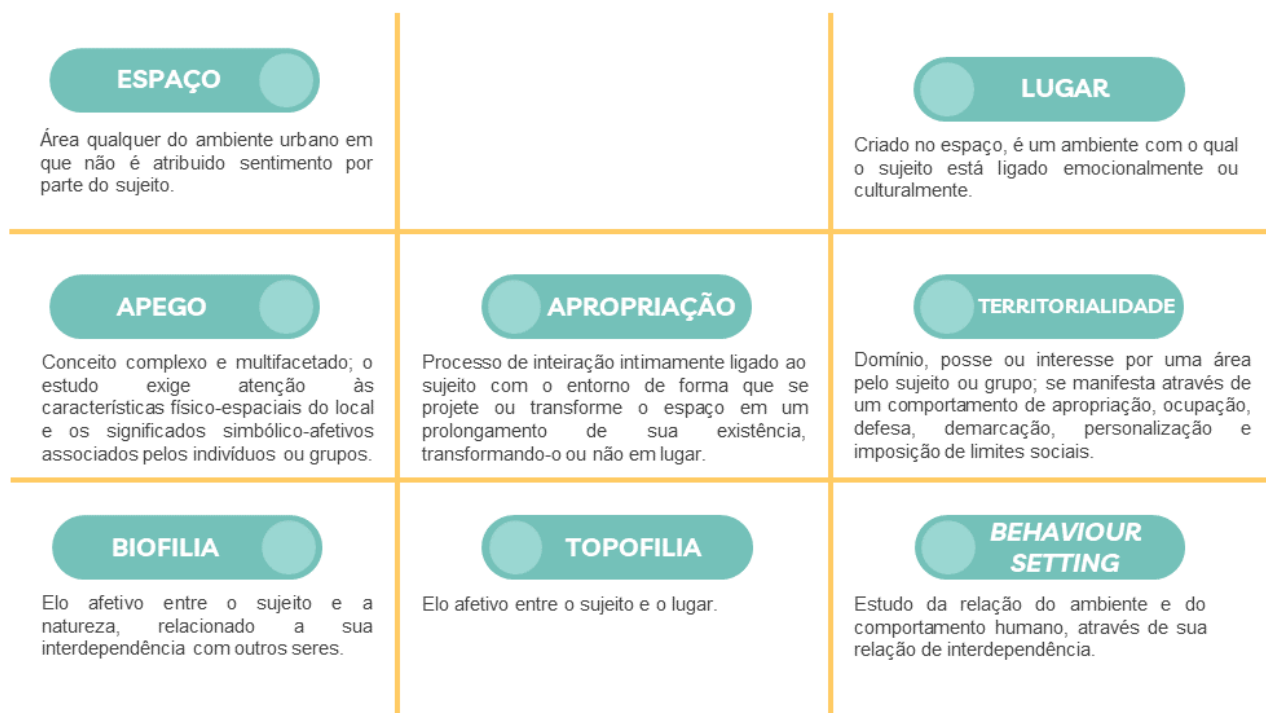 ESPAÇO
Área qualquer do ambiente urbano em
que não é atribuido sentimento por
parte do sujeito.
LUGAR
Criado no espaço, é um ambiente com o qual
o sujeito está ligado emocionalmente ou
culturalmente.
APEGO
Conceito complexo e multifacetado; o
estudo exige atenção às
características físico-espaciais do local
e os significados simbólico-afetivos
associados pelos indivíduos ou grupos.
APROPRIAÇÃO
Processo de inteiração intimamente ligado ao
sujeito com o entorno de forma que se
projete ou transforme o espaço em um
prolongamento de sua existência,
transformando-o ou não em lugar.
TERRITORIALIDADE
Domínio, posse ou interesse por uma área
pelo sujeito ou grupo; se manifesta através de
um comportamento de apropriação, ocupação,
defesa, demarcação, personalização e
imposição de limites sociais.
BIOFILIA
Elo afetivo entre o sujeito e a
natureza, relacionado a sua
interdependência com outros seres.
TOPOFILIA
Elo afetivo entre o sujeito e o lugar.
BEHAVIOUR
SETTING
Estudo da relação do ambiente e do
comportamento humano, através de sua
relação de interdependência.